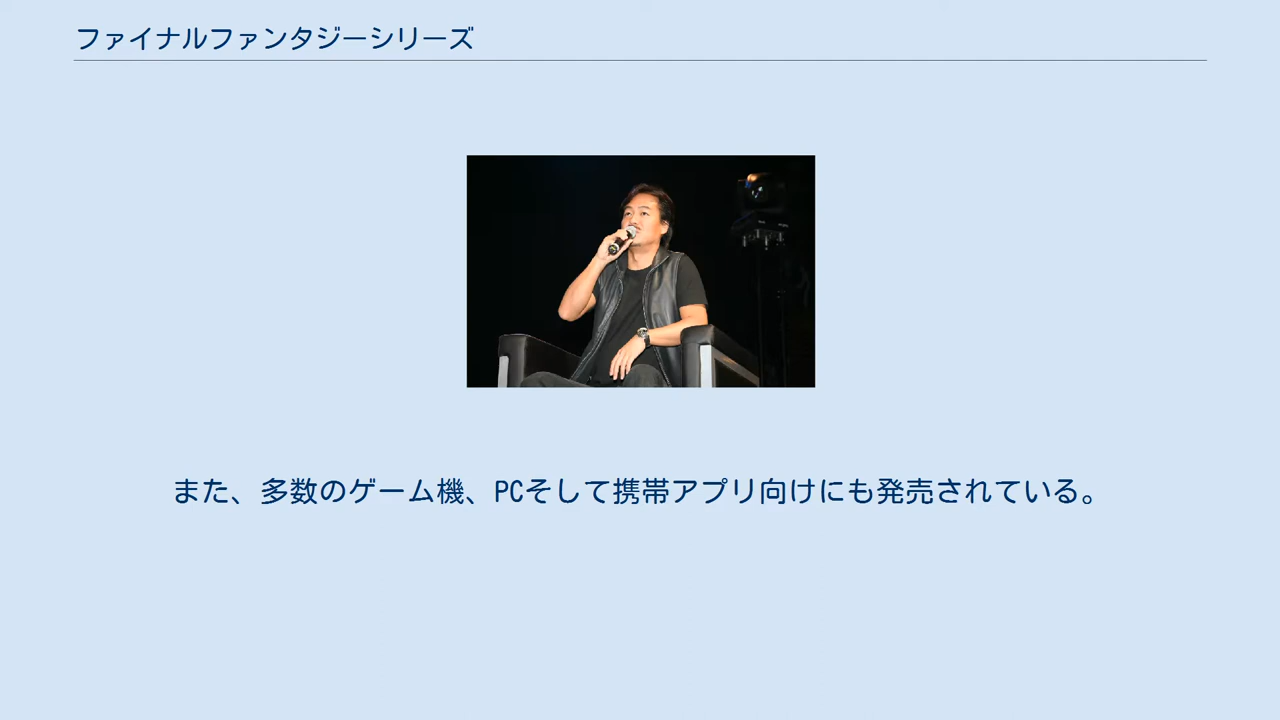 ファイナルファンタジーシリーズ
また、多数のゲーム機、PCそして携帯アプリ向けにも発売されている。